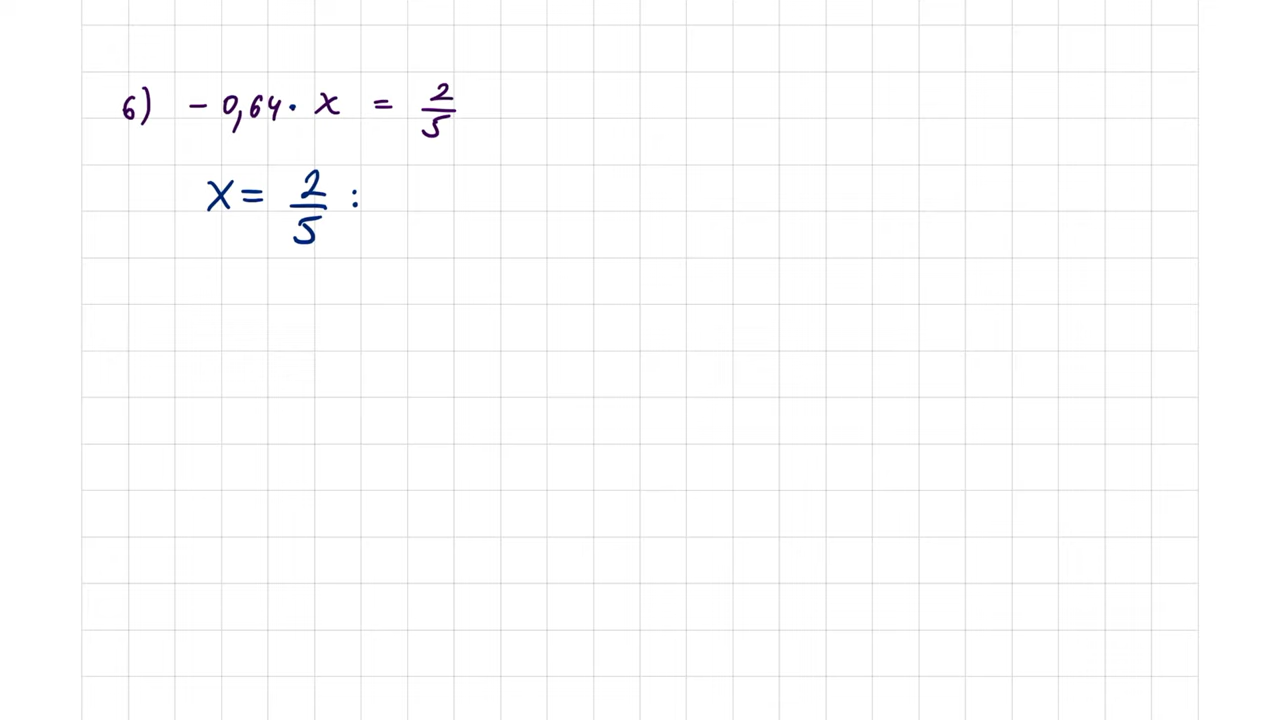 6) - 0,64 · x = 2/5
x = 2/5 :